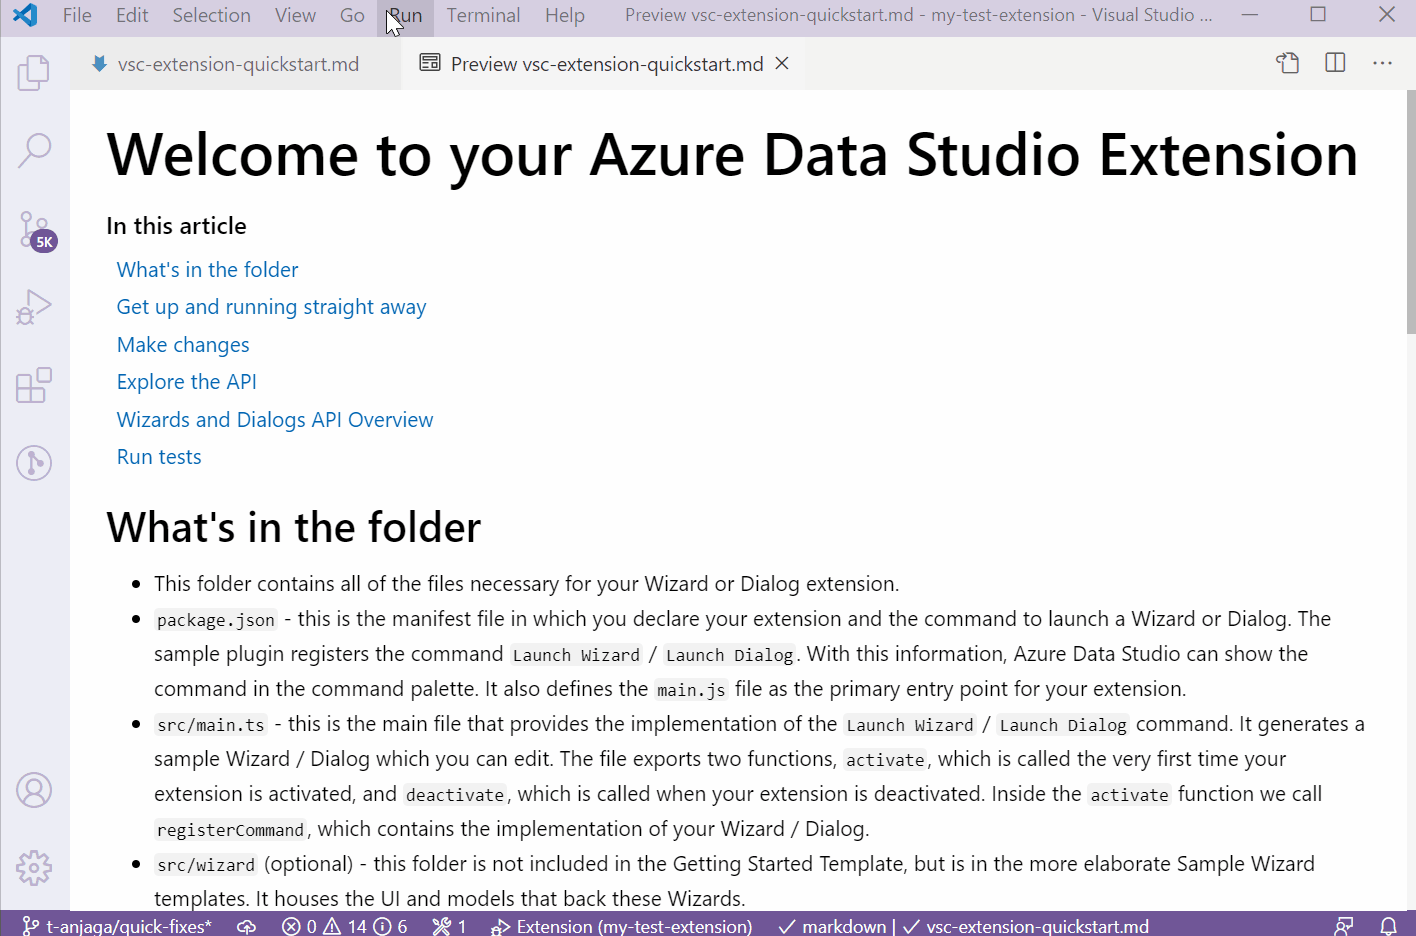 File Edit Selection View Go Run Terminal Help Preview vsc-extension-quickstart.md - my-test-extension - Visual Studio ...
vsc-extension-quickstart.md Preview vsc-extension-quickstart.md
Welcome to your Azure Data Studio Extension
In this article
What's in the folder
Get up and running straight away
Make changes
Explore the API
Wizards and Dialogs API Overview
Run tests
5K
What's in the folder
• This folder contains all of the files necessary for your Wizard or Dialog extension.
• package.json - this is the manifest file in which you declare your extension and the command to launch a Wizard or Dialog. The
sample plugin registers the command Launch Wizard / Launch Dialog. With this information, Azure Data Studio can show the
command in the command palette. It also defines the main.js file as the primary entry point for your extension.
• src/main.ts - this is the main file that provides the implementation of the Launch Wizard / Launch Dialog command. It generates a
sample Wizard / Dialog which you can edit. The file exports two functions, activate, which is called the very first time your
extension is activated, and deactivate, which is called when your extension is deactivated. Inside the activate function we call
registerCommand, which contains the implementation of your Wizard / Dialog.
• src/wizard (optional) - this folder is not included in the Getting Started Template, but is in the more elaborate Sample Wizard
templates. It houses the UI and models that back these Wizards.
t-anjaga/quick-fixes* 0 14 6 1 Extension (my-test-extension) markdown | vsc-extension-quickstart.md